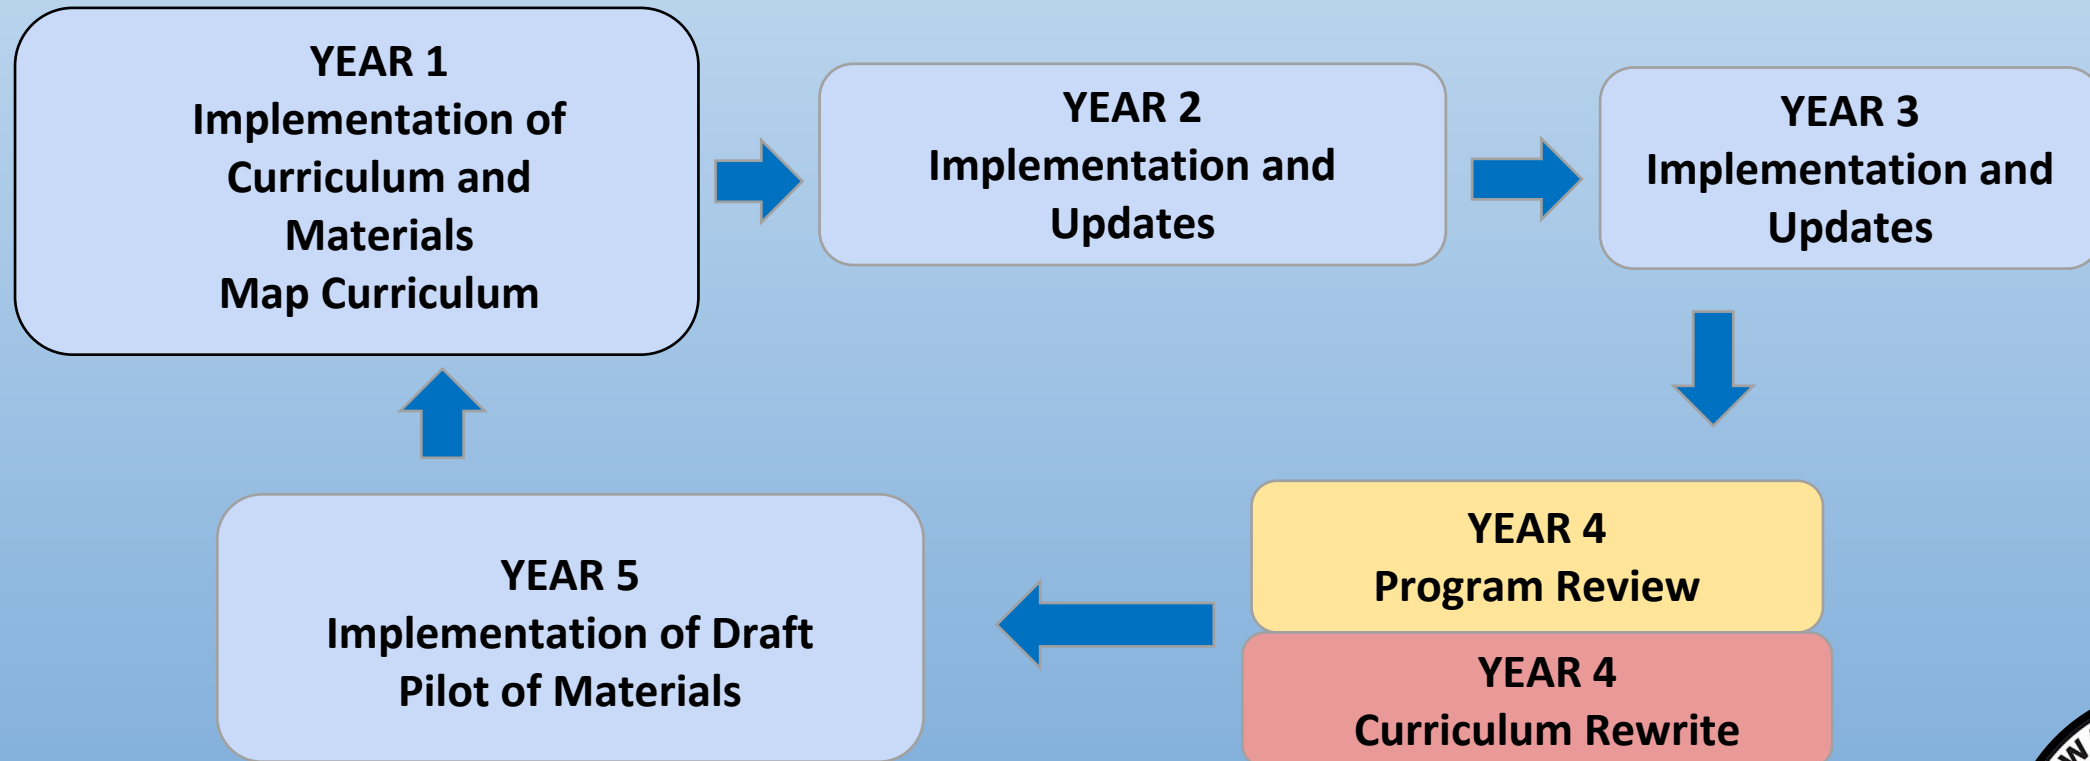 YEAR 1
Implementation of
Curriculum and
Materials
Map Curriculum
YEAR 2
Implementation and
Updates
YEAR 3
Implementation and
Updates
YEAR 4
Program Review
YEAR 4
Curriculum Rewrite
YEAR 5
Implementation of Draft
Pilot of Materials